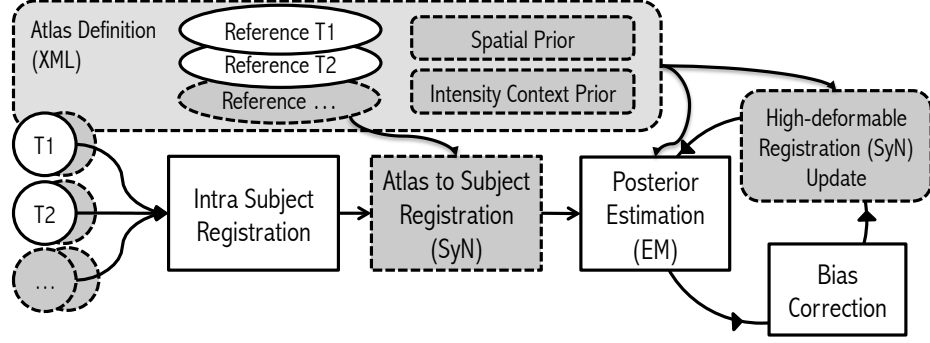 Atlas Definition
(XML)
Reference T1
Reference T2
Reference ...
Spatial Prior
Intensity Context Prior
T1
T2
...
Intra Subject
Registration
Atlas to Subject
Registration
(SyN)
Posterior
Estimation
(EM)
High-deformable
Registration (SyN)
Update
Bias
Correction